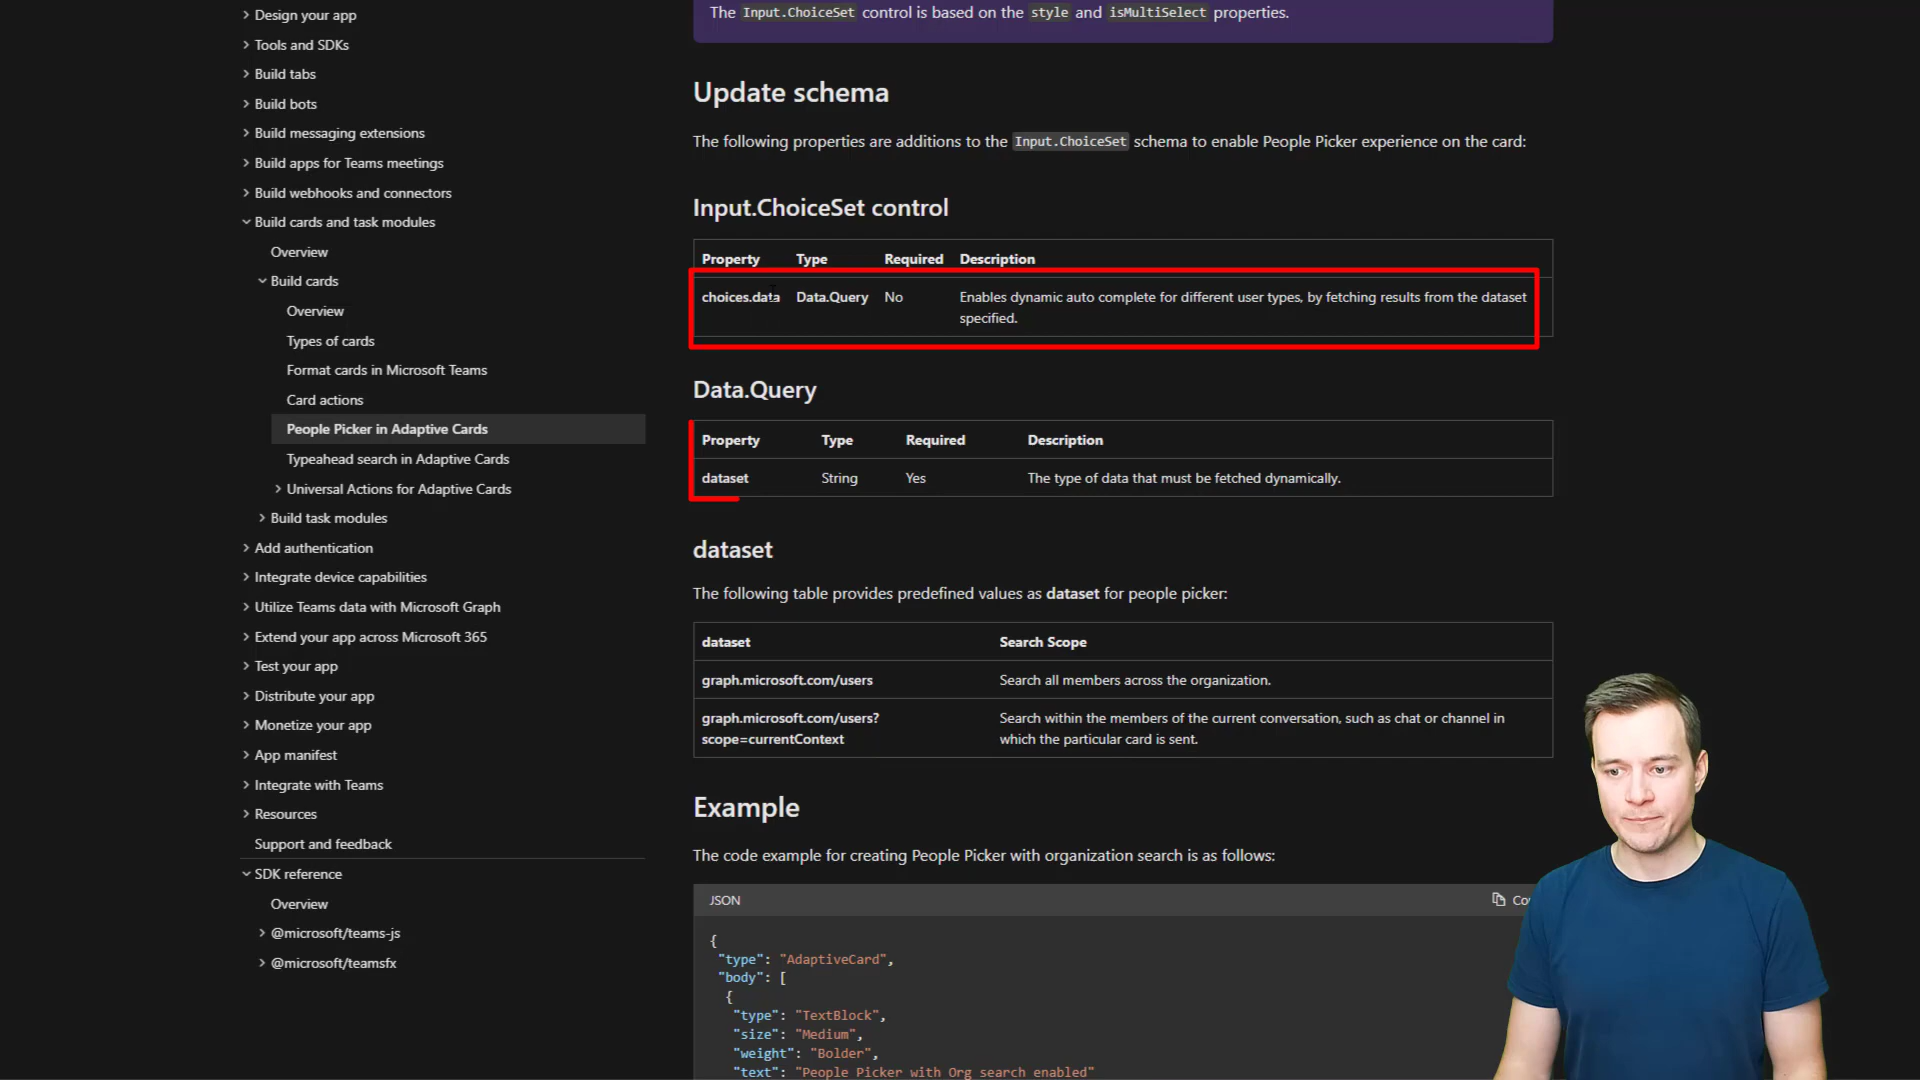 Design your app
Tools and SDKs
Build tabs
Build bots
Build messaging extensions
Build apps for Teams meetings
Build webhooks and connectors
Build cards and task modules
Overview
Build cards
Overview
Types of cards
Format cards in Microsoft Teams
Card actions
People Picker in Adaptive Cards
Typeahead search in Adaptive Cards
Universal Actions for Adaptive Cards
Build task modules
Add authentication
Integrate device capabilities
Utilize Teams data with Microsoft Graph
Extend your app across Microsoft 365
Test your app
Distribute your app
Monetize your app
App manifest
Integrate with Teams
Resources
Support and feedback
SDK reference
Overview
@microsoft/teams-js
@microsoft/teamsfx
The Input.ChoiceSet control is based on the style and isMultiSelect properties.
Update schema
The following properties are additions to the Input.ChoiceSet schema to enable People Picker experience on the card:
Input.ChoiceSet control
Property Type Required Description
choices.data Data.Query No Enables dynamic auto complete for different user types, by fetching results from the dataset
specified.
Data.Query
Property Type Required Description
dataset String Yes The type of data that must be fetched dynamically.
dataset
The following table provides predefined values as dataset for people picker:
dataset Search Scope
graph.microsoft.com/users Search all members across the organization.
graph.microsoft.com/users? Search within the members of the current conversation, such as chat or channel in
scope=currentContext which the particular card is sent.
Example
The code example for creating People Picker with organization search is as follows:
JSON
{
"type": "AdaptiveCard",
"body": [
{
"type": "TextBlock",
"size": "Medium",
"weight": "Bolder",
"text": "People Picker with Org search enabled"